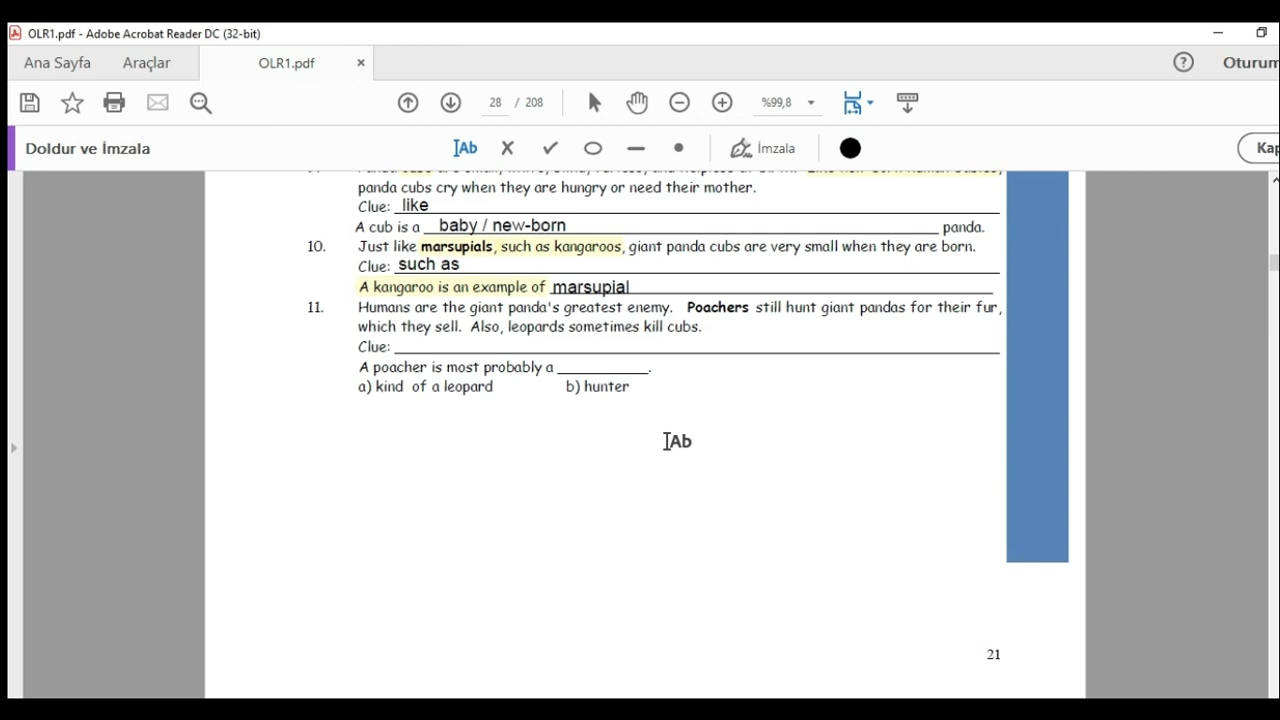 OLR1.pdf - Adobe Acrobat Reader DC (32-bit)
Ana Sayfa Araçlar OLR1.pdf × Oturum
28 / 208 %99,8
Doldur ve İmzala IAb İmzala Kap
panda cubs cry when they are hungry or need their mother.
Clue: like
A cub is a baby / new-born panda.
10. Just like marsupials, such as kangaroos, giant panda cubs are very small when they are born.
Clue: such as
A kangaroo is an example of marsupial
11. Humans are the giant panda's greatest enemy. Poachers still hunt giant pandas for their fur,
which they sell. Also, leopards sometimes kill cubs.
Clue:
A poacher is most probably a __________.
a) kind of a leopard b) hunter
IAb
21